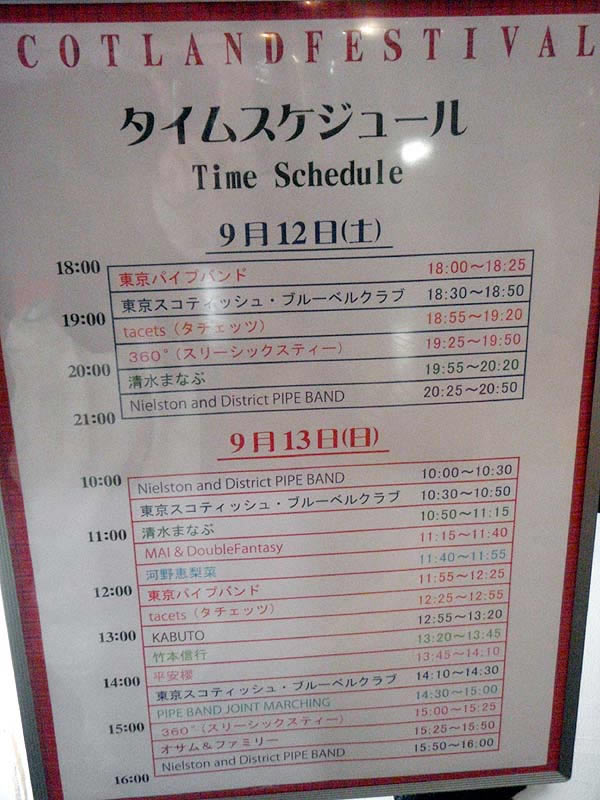 COTLANDFESTIVAL
タイムスケジュール
Time Schedule
9月12日(土)
18:00
東京パイプバンド 18:00～18:25
東京スコティッシュ・ブルーベルクラブ 18:30～18:50
19:00
tacets（タチェッツ） 18:55～19:20
360°（スリーシックスティー） 19:25～19:50
20:00
清水まなぶ 19:55～20:20
Nielston and District PIPE BAND 20:25～20:50
21:00
9月13日(日)
10:00
Nielston and District PIPE BAND 10:00～10:30
東京スコティッシュ・ブルーベルクラブ 10:30～10:50
11:00
清水まなぶ 10:50～11:15
MAI & DoubleFantasy 11:15～11:40
河野恵梨菜 11:40～11:55
12:00
東京パイプバンド 11:55～12:25
tacets（タチェッツ） 12:25～12:55
13:00
KABUTO 12:55～13:20
竹本信行 13:20～13:45
平安櫻 13:45～14:10
14:00
東京スコティッシュ・ブルーベルクラブ 14:10～14:30
PIPE BAND JOINT MARCHING 14:30～15:00
15:00
360°（スリーシックスティー） 15:00～15:25
オサム＆ファミリー 15:25～15:50
Nielston and District PIPE BAND 15:50～16:00
16:00